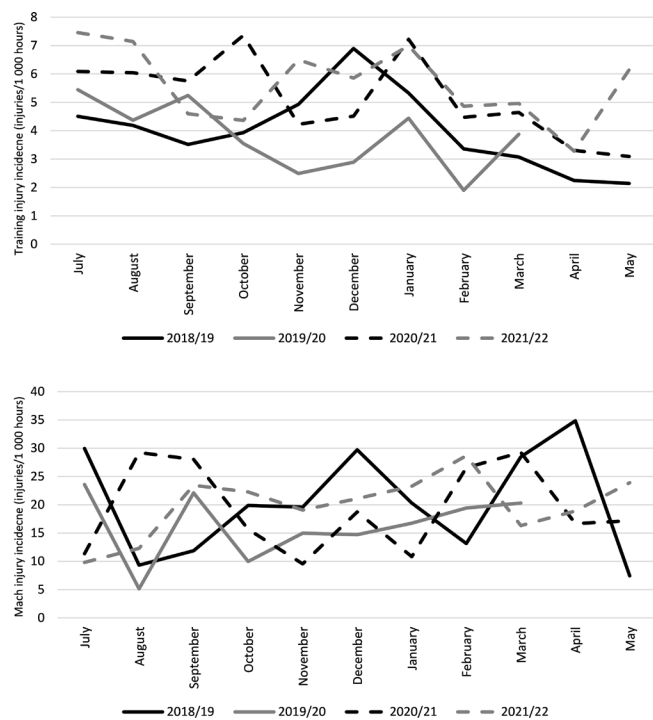 Training injury incidecne (injuries/1 000 hours)
8
7
6
5
4
3
2
1
0
July
August
September
October
November
December
January
February
March
April
May
2018/19 2019/20 2020/21 2021/22
Mach injury incidecne (injuries/1 000 hours)
40
35
30
25
20
15
10
5
0
July
August
September
October
November
December
January
February
March
April
May
2018/19 2019/20 2020/21 2021/22